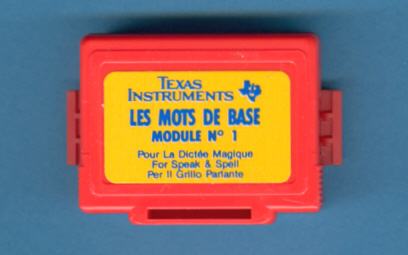 TEXAS
INSTRUMENTS
LES MOTS DE BASE
MODULE Nº 1
Pour La Dictée Magique
For Speak & Spell
Per Il Grillo Parlante